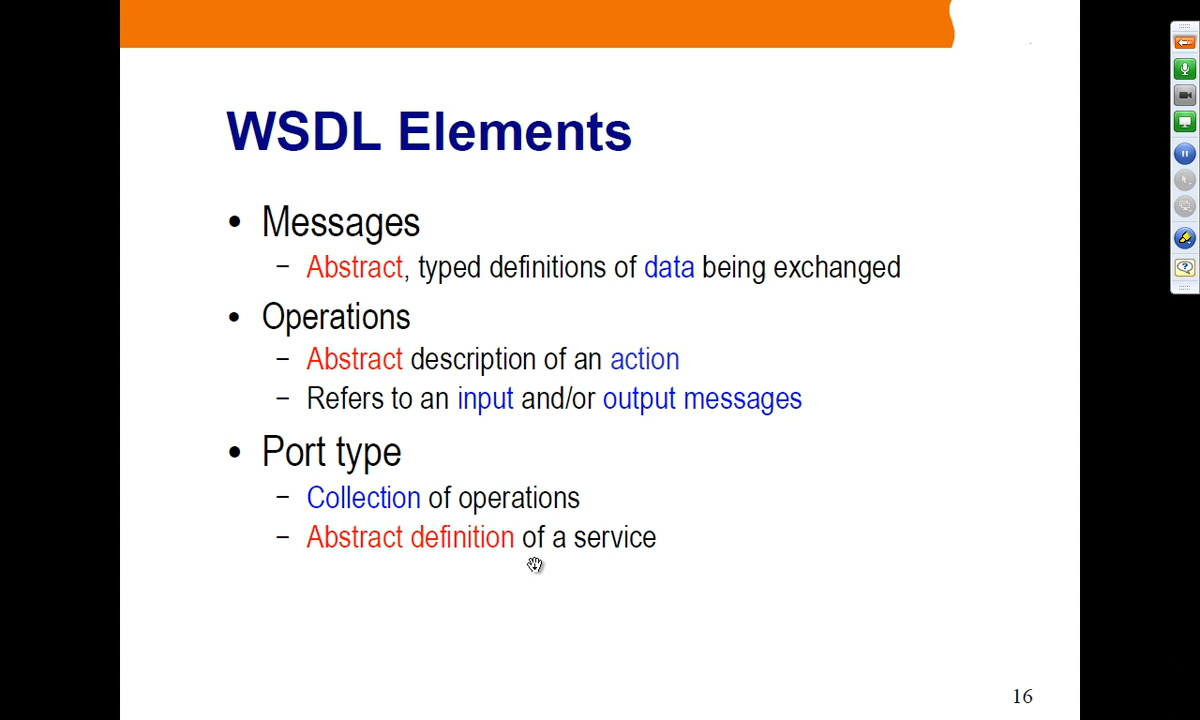 WSDL Elements
• Messages
– Abstract, typed definitions of data being exchanged
• Operations
– Abstract description of an action
– Refers to an input and/or output messages
• Port type
– Collection of operations
– Abstract definition of a service
16